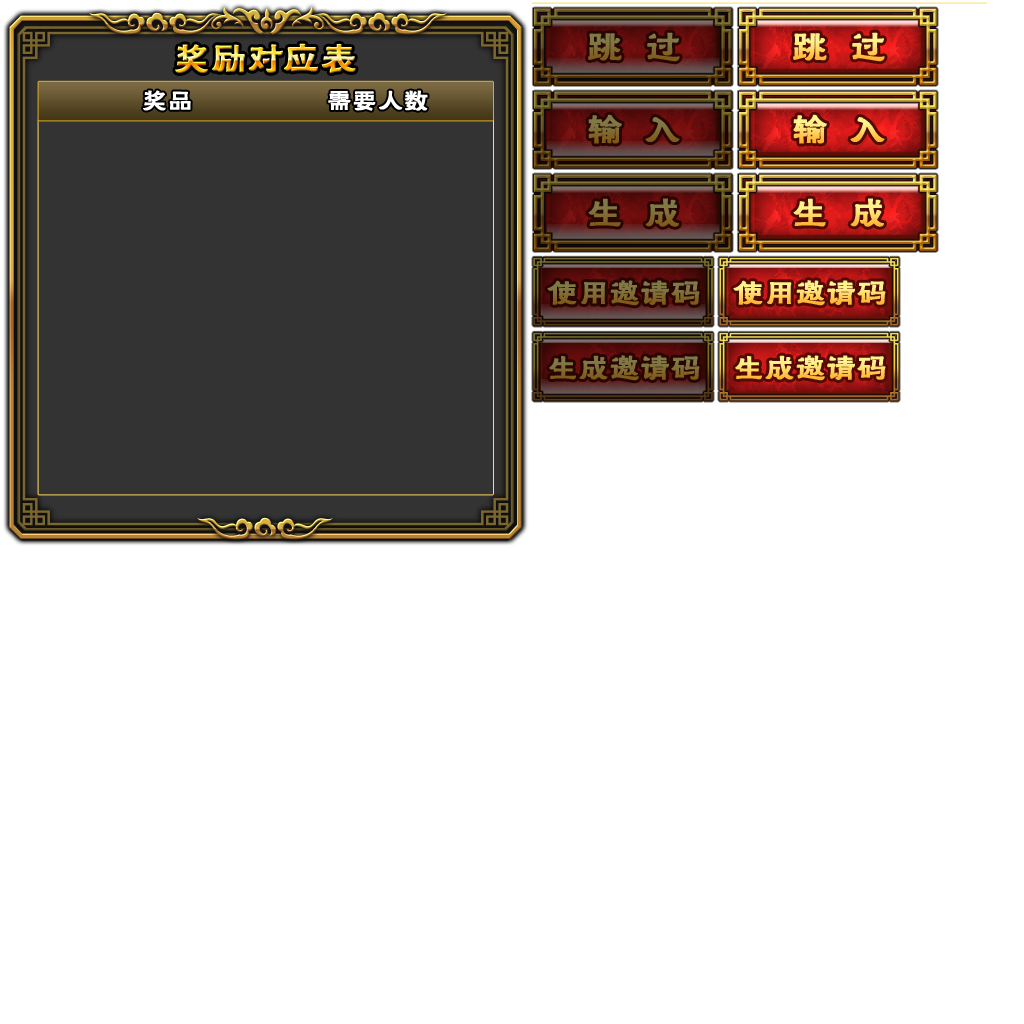 奖励对应表
奖品 需要人数
跳 过 跳 过
输 入 输 入
生 成 生 成
使用邀请码 使用邀请码
生成邀请码 生成邀请码